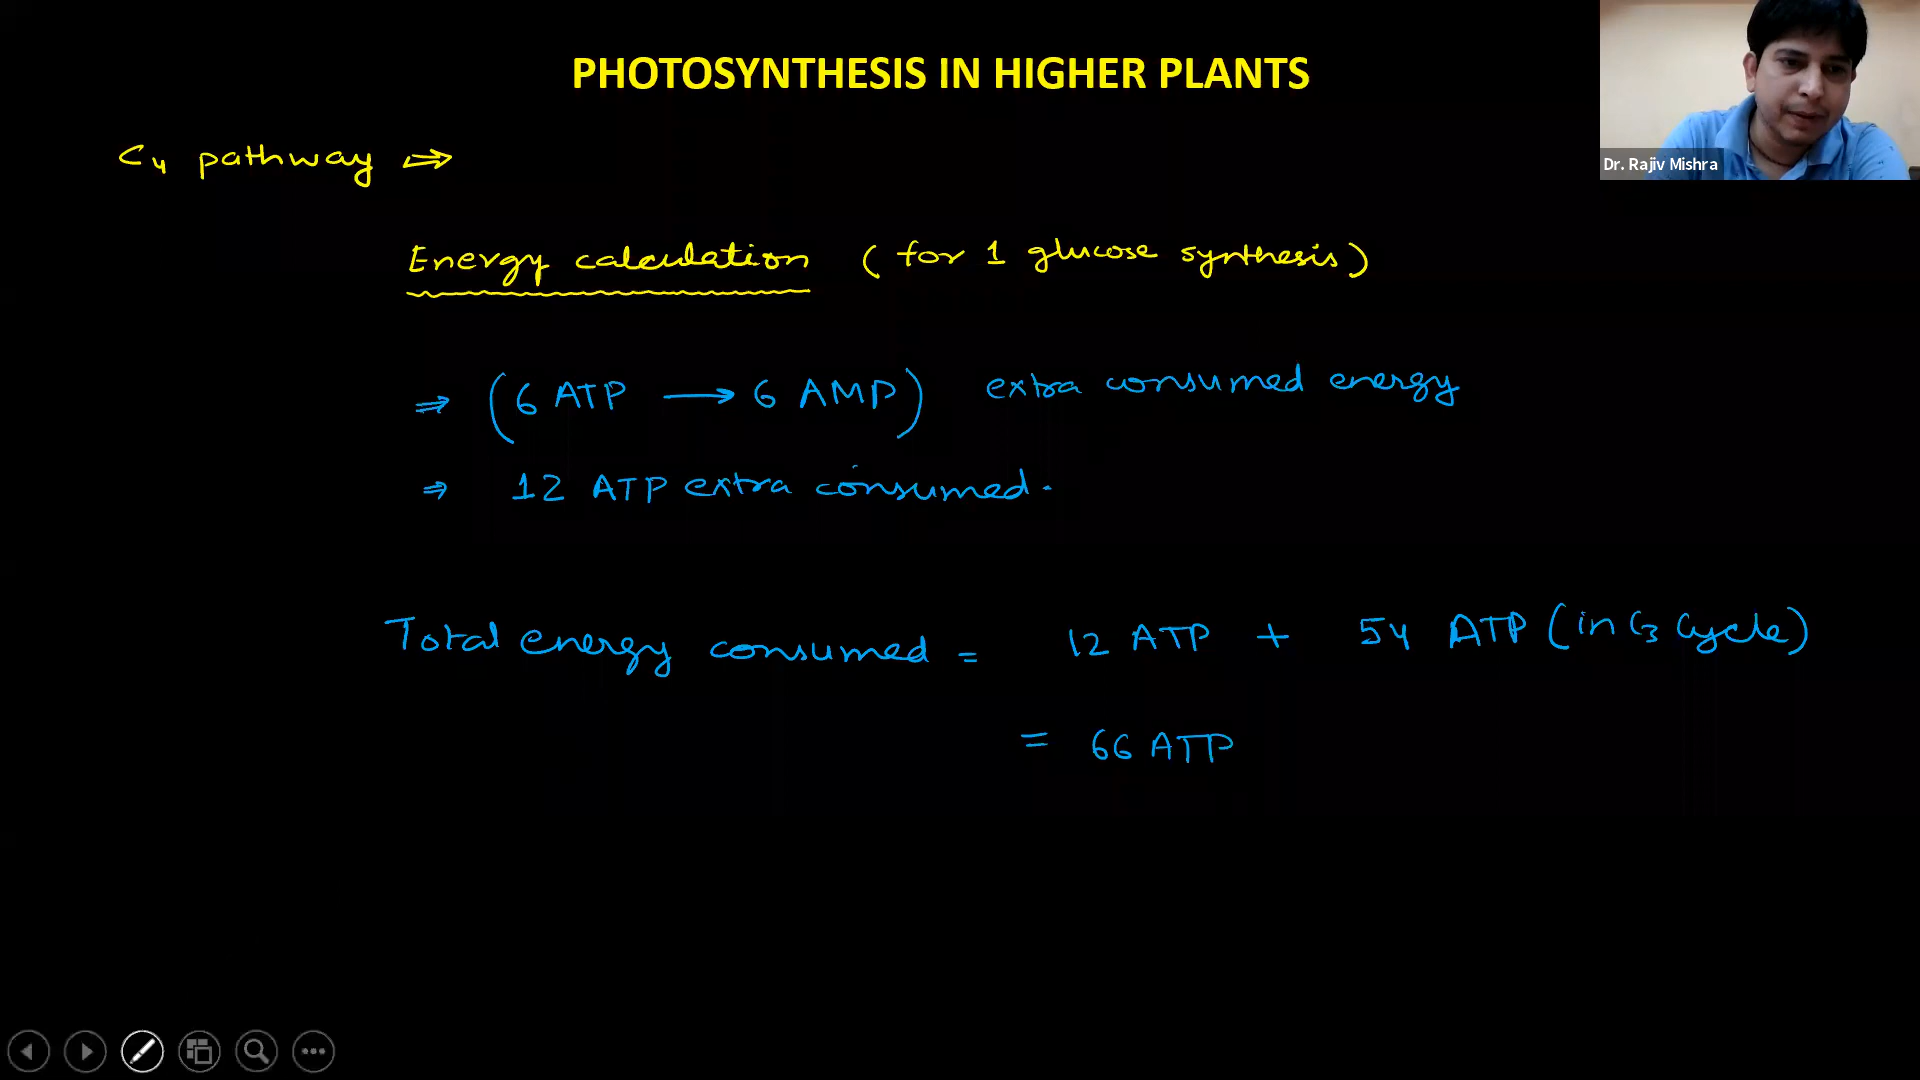 PHOTOSYNTHESIS IN HIGHER PLANTS
Dr. Rajiv Mishra
C4 pathway ⇒
Energy calculation (for 1 glucose synthesis)
⇒ (6 ATP → 6 AMP) extra consumed energy
⇒ 12 ATP extra consumed.
Total energy consumed = 12 ATP + 54 ATP (in C3 cycle)
= 66 ATP